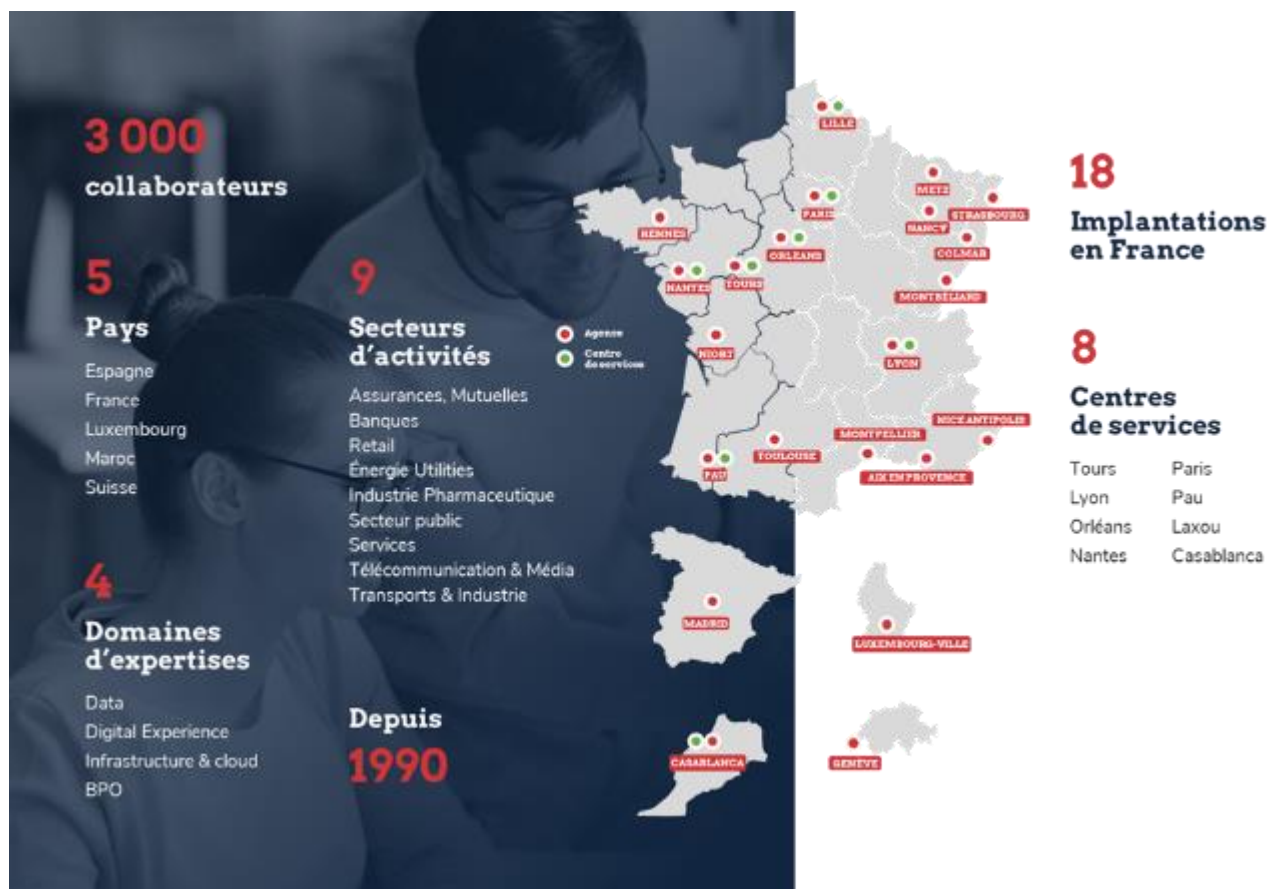 3 000
collaborateurs
5
Pays
Espagne
France
Luxembourg
Maroc
Suisse
4
Domaines
d'expertises
Data
Digital Experience
Infrastructure & cloud
BPO
9
Secteurs
d'activités
Assurances, Mutuelles
Banques
Retail
Énergie Utilities
Industrie Pharmaceutique
Secteur public
Services
Télécommunication & Média
Transports & Industrie
Depuis
1990
Agence
Centre
de services
LILLE
METZ
PARIS
STRASBOURG
NANCY
RENNES
ORLEANS
COLMAR
NANTES
TOURS
MONTBÉLIARD
NIORT
LYON
NICE ANTIPOLIS
MONTPELLIER
TOULOUSE
PAU
AIX EN PROVENCE
MADRID
LUXEMBOURG-VILLE
CASABLANCA
GENÈVE
18
Implantations
en France
8
Centres
de services
Tours Paris
Lyon Pau
Orléans Laxou
Nantes Casablanca